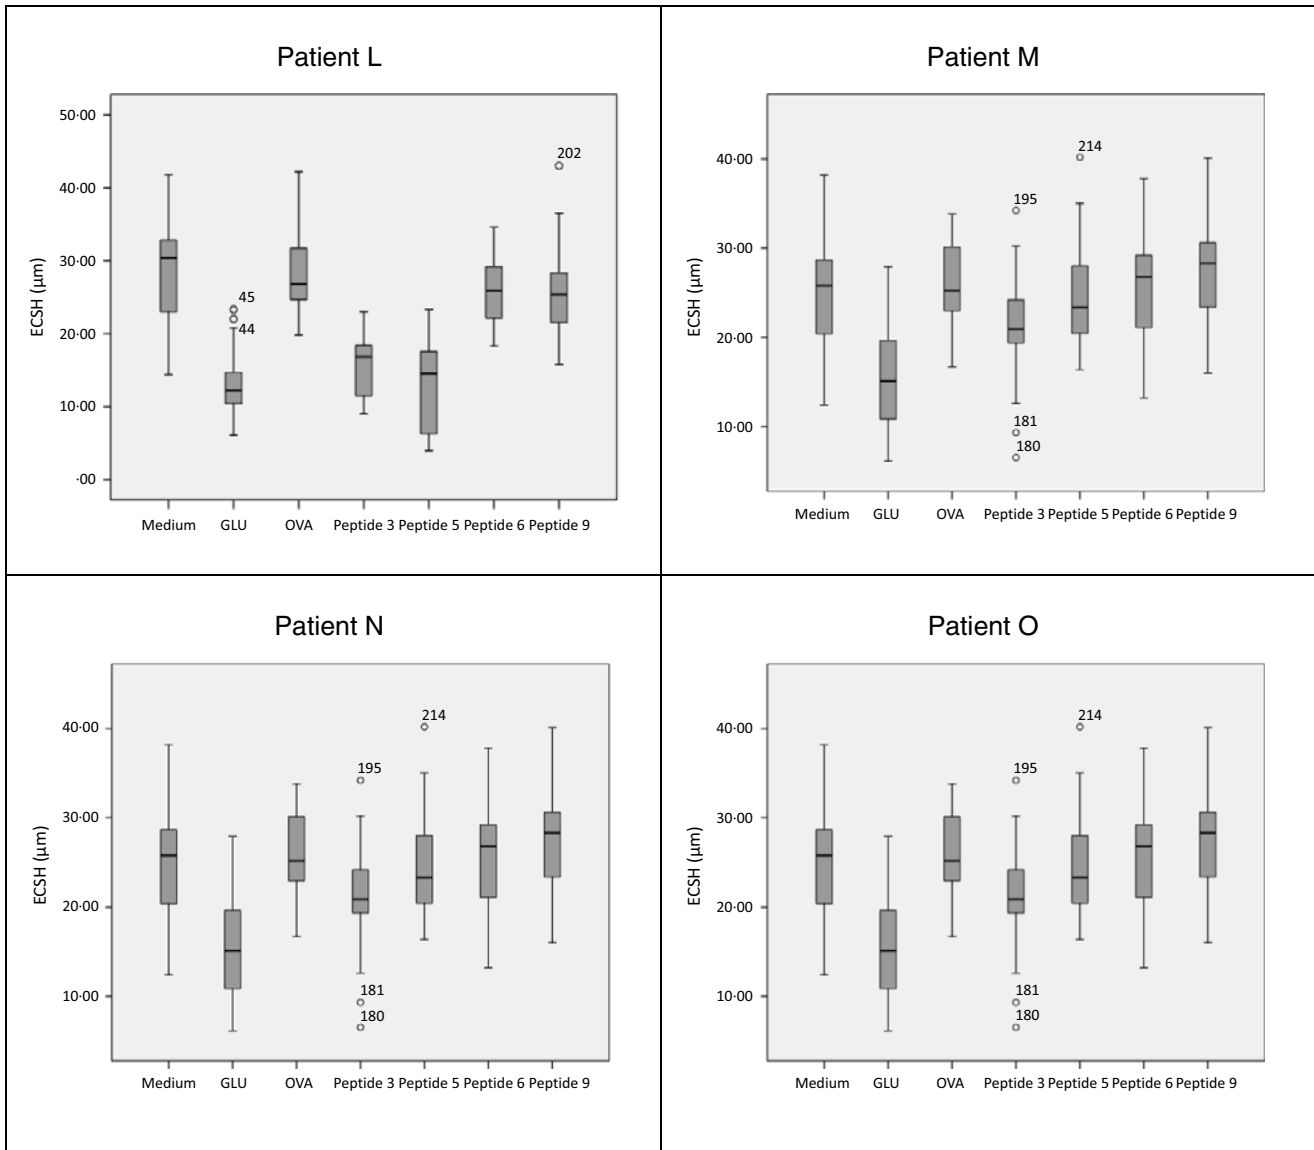 Patient L
50·00
40·00
30·00
20·00
10·00
·00
ECSH (µm)
202
45
44
Medium GLU OVA Peptide 3 Peptide 5 Peptide 6 Peptide 9
Patient M
40·00
30·00
20·00
10·00
ECSH (µm)
214
195
181
180
Medium GLU OVA Peptide 3 Peptide 5 Peptide 6 Peptide 9
Patient N
40·00
30·00
20·00
10·00
ECSH (µm)
214
195
181
180
Medium GLU OVA Peptide 3 Peptide 5 Peptide 6 Peptide 9
Patient O
40·00
30·00
20·00
10·00
ECSH (µm)
214
195
181
180
Medium GLU OVA Peptide 3 Peptide 5 Peptide 6 Peptide 9